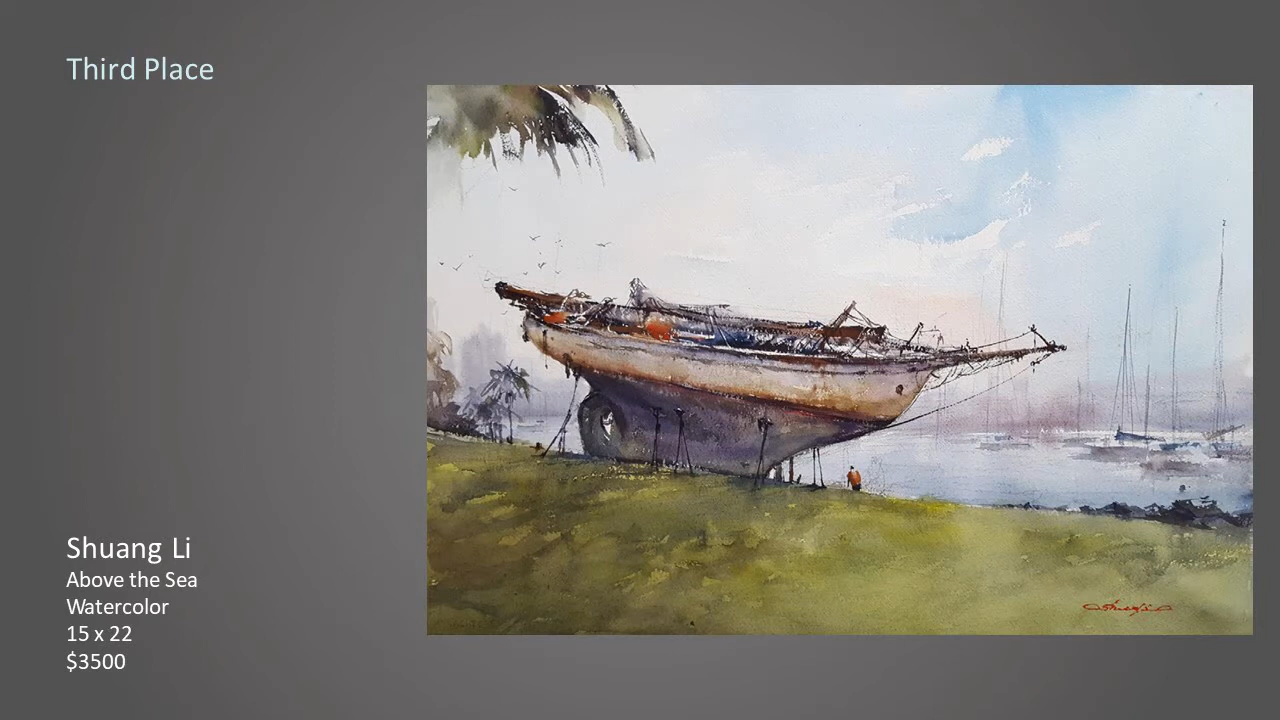 Third Place
Shuang Li
Above the Sea
Watercolor
15 x 22
$3500